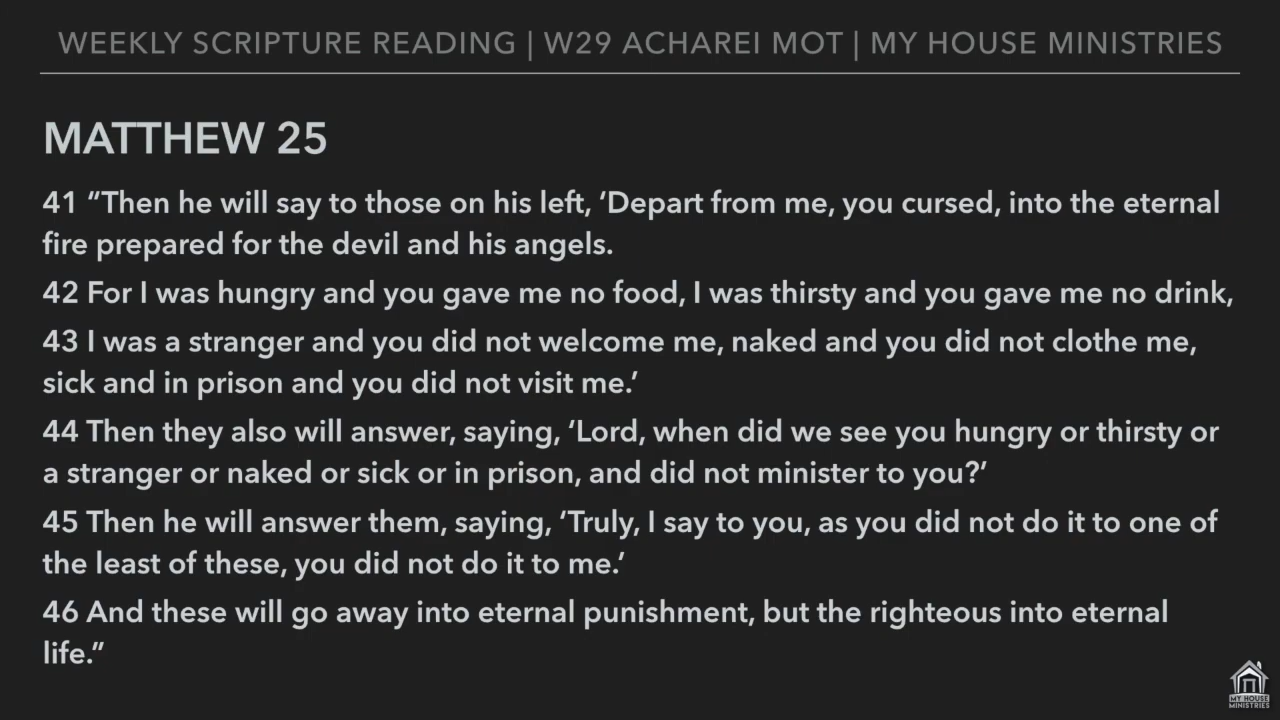 WEEKLY SCRIPTURE READING | W29 ACHAREI MOT | MY HOUSE MINISTRIES
MATTHEW 25
41 “Then he will say to those on his left, ‘Depart from me, you cursed, into the eternal
fire prepared for the devil and his angels.
42 For I was hungry and you gave me no food, I was thirsty and you gave me no drink,
43 I was a stranger and you did not welcome me, naked and you did not clothe me,
sick and in prison and you did not visit me.’
44 Then they also will answer, saying, ‘Lord, when did we see you hungry or thirsty or
a stranger or naked or sick or in prison, and did not minister to you?’
45 Then he will answer them, saying, ‘Truly, I say to you, as you did not do it to one of
the least of these, you did not do it to me.’
46 And these will go away into eternal punishment, but the righteous into eternal
life.”
MY HOUSE
MINISTRIES